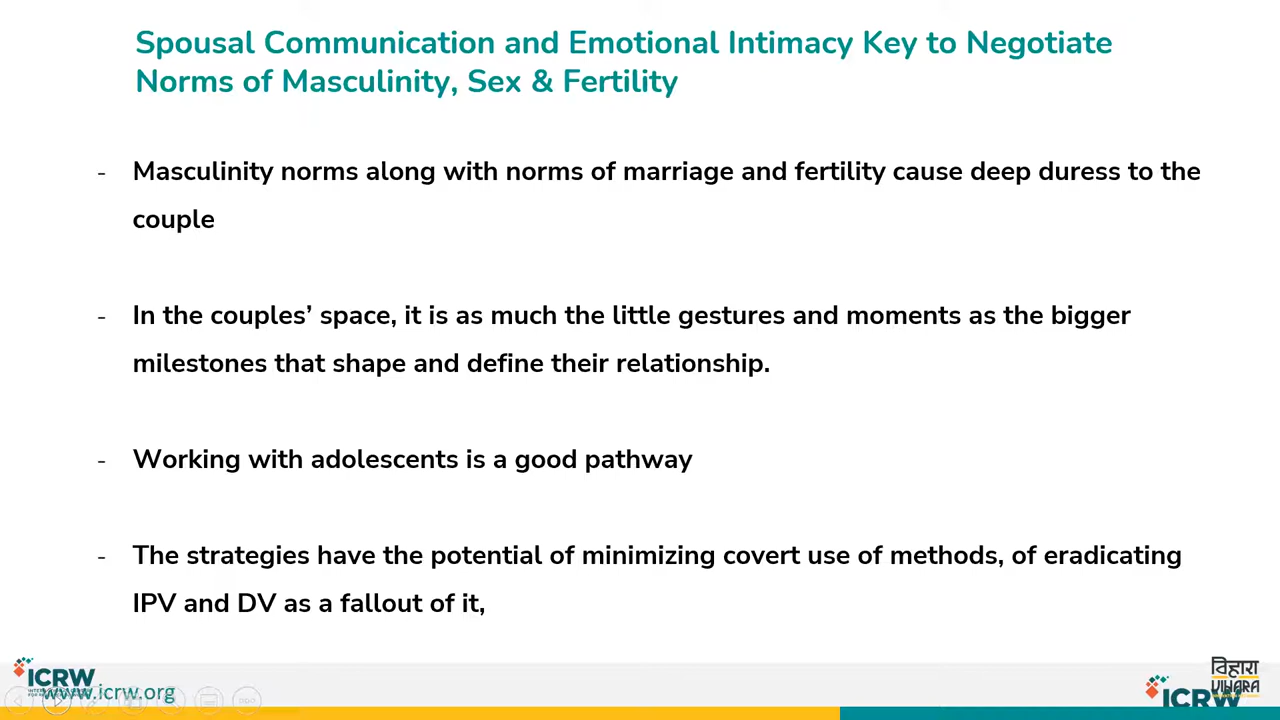 Spousal Communication and Emotional Intimacy Key to Negotiate
Norms of Masculinity, Sex & Fertility
- Masculinity norms along with norms of marriage and fertility cause deep duress to the
couple
- In the couples’ space, it is as much the little gestures and moments as the bigger
milestones that shape and define their relationship.
- Working with adolescents is a good pathway
- The strategies have the potential of minimizing covert use of methods, of eradicating
IPV and DV as a fallout of it,
ICRW
www.icrw.org
विहारा
VIHARA
ICRW